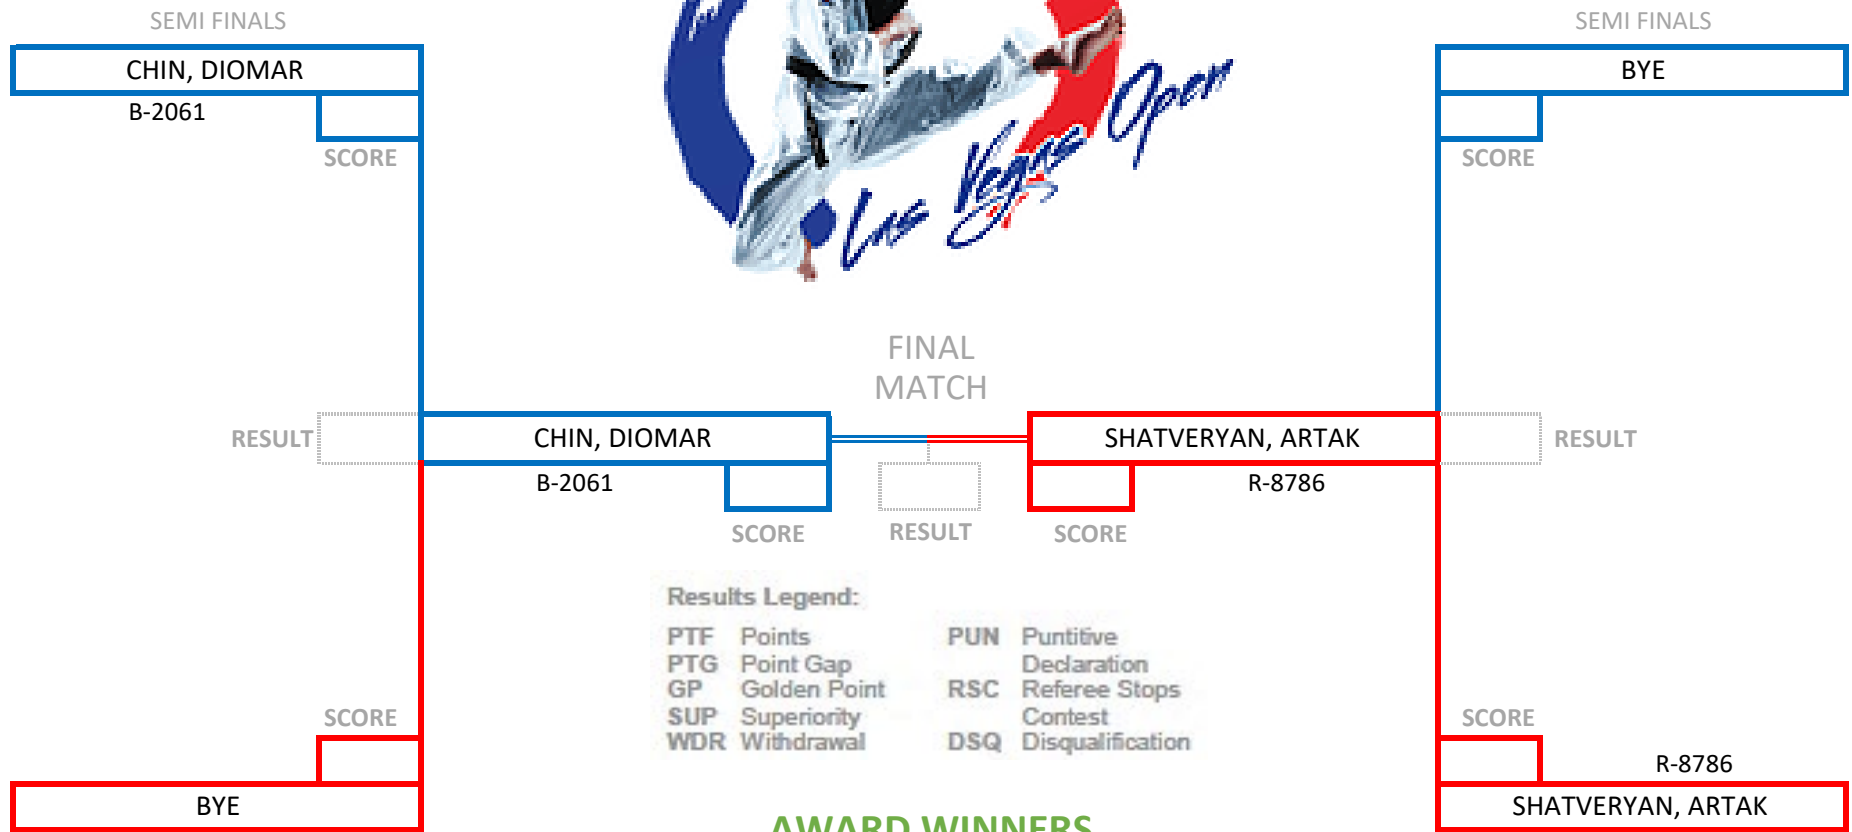 SEMI FINALS
SEMI FINALS
CHIN, DIOMAR
BYE
B-2061
SCORE
SCORE
Las Vegas Open
FINAL
MATCH
RESULT
CHIN, DIOMAR
SHATVERYAN, ARTAK
RESULT
B-2061
R-8786
SCORE
RESULT
SCORE
Results Legend:
PTF Points
PTG Point Gap
GP Golden Point
SUP Superiority
WDR Withdrawal
PUN Puntitive
Declaration
RSC Referee Stops
Contest
DSQ Disqualification
SCORE
SCORE
R-8786
BYE
SHATVERYAN, ARTAK
AWARD WINNERS